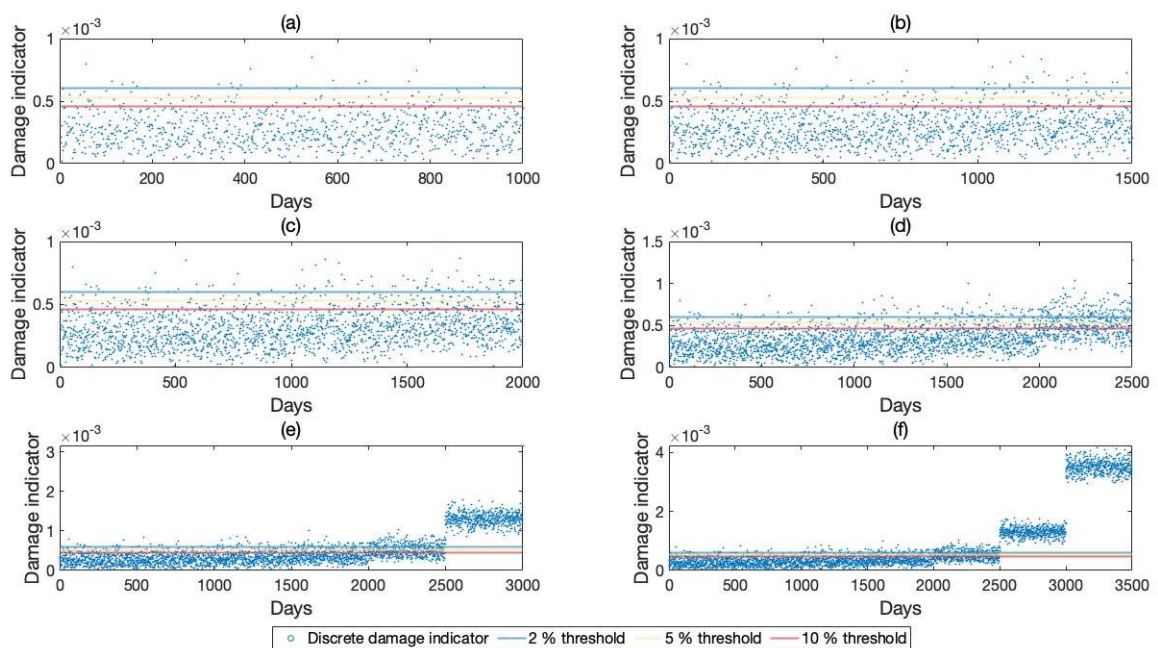 (a)
×10⁻³
1
0.5
0
Damage indicator
0 200 400 600 800 1000
Days
(b)
×10⁻³
1
0.5
0
Damage indicator
0 500 1000 1500
Days
(c)
×10⁻³
1
0.5
0
Damage indicator
0 500 1000 1500 2000
Days
(d)
×10⁻³
1.5
1
0.5
0
Damage indicator
0 500 1000 1500 2000 2500
Days
(e)
×10⁻³
3
2
1
0
Damage indicator
0 500 1000 1500 2000 2500 3000
Days
(f)
×10⁻³
4
2
0
Damage indicator
0 500 1000 1500 2000 2500 3000 3500
Days
Discrete damage indicator 2 % threshold 5 % threshold 10 % threshold